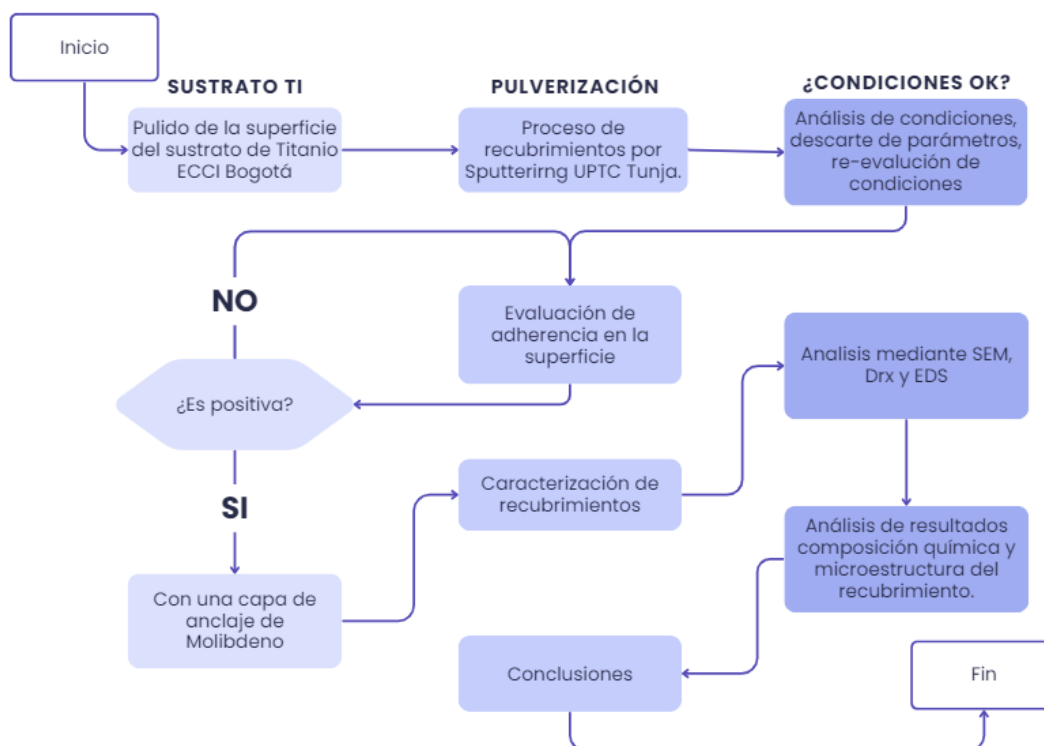 Inicio
SUSTRATO TI
Pulido de la superficie
del sustrato de Titanio
ECCI Bogotá
PULVERIZACIÓN
Proceso de
recubrimientos por
Sputterirng UPTC Tunja.
¿CONDICIONES OK?
Análisis de condiciones,
descarte de parámetros,
re-evalución de
condiciones
Evaluación de
adherencia en la
superficie
NO
¿Es positiva?
SI
Con una capa de
anclaje de
Molibdeno
Caracterización de
recubrimientos
Analisis mediante SEM,
Drx y EDS
Análisis de resultados
composición química y
microestructura del
recubrimiento.
Conclusiones
Fin